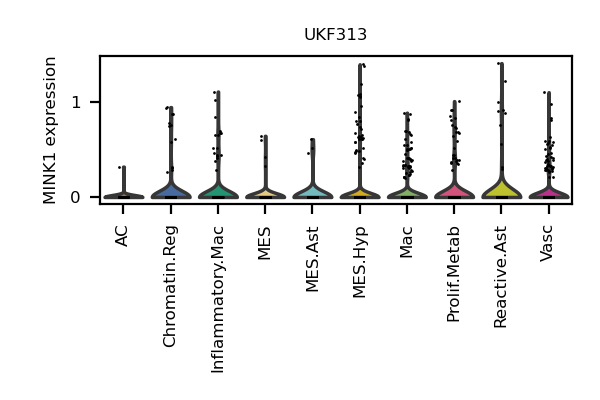 UKF313
MINK1 expression
1
0
AC
Chromatin.Reg
Inflammatory.Mac
MES
MES.Ast
MES.Hyp
Mac
Prolif.Metab
Reactive.Ast
Vasc